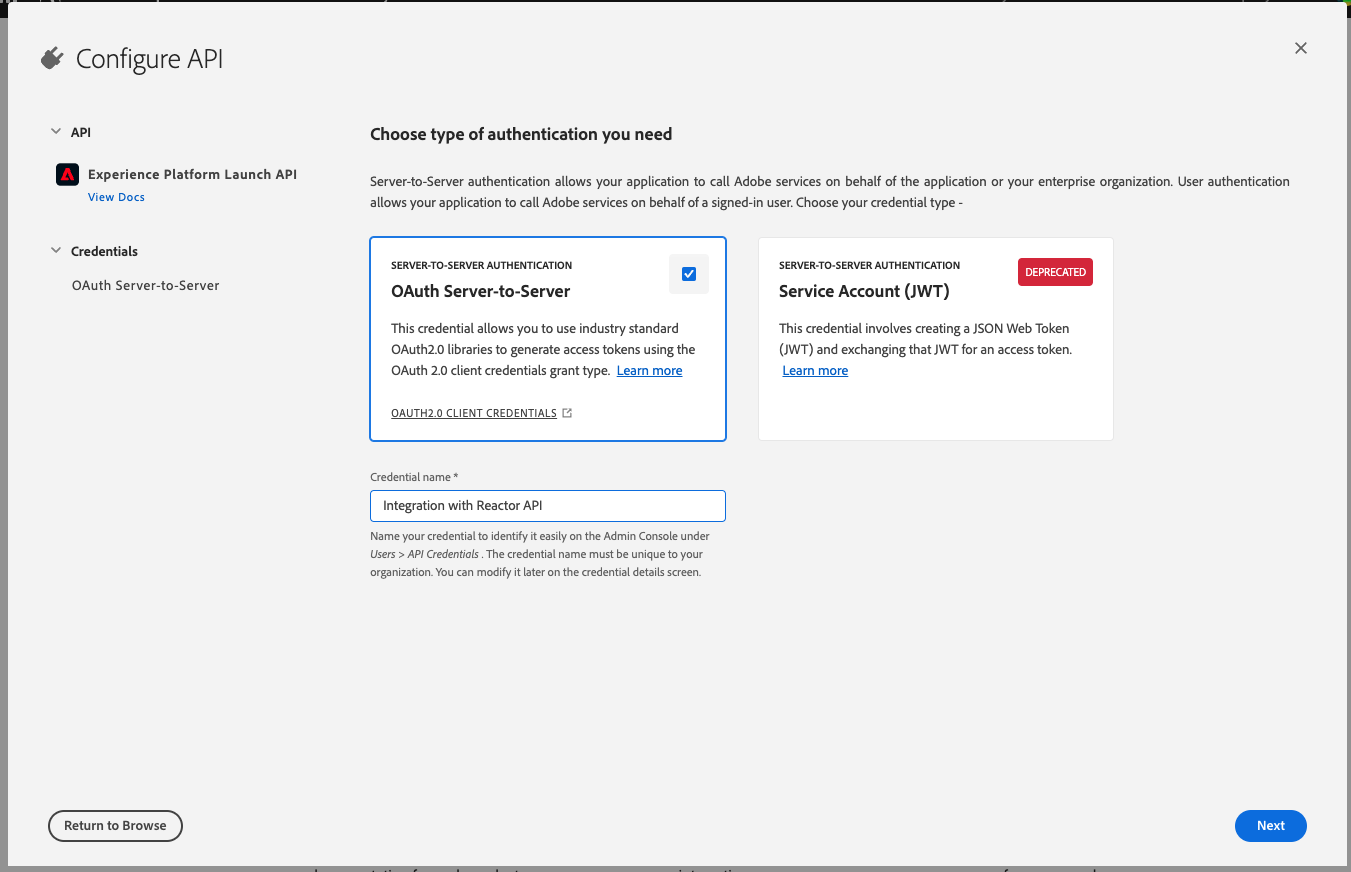 Configure API
API
Experience Platform Launch API
View Docs
Credentials
OAuth Server-to-Server
Choose type of authentication you need
Server-to-Server authentication allows your application to call Adobe services on behalf of the application or your enterprise organization. User authentication
allows your application to call Adobe services on behalf of a signed-in user. Choose your credential type -
SERVER-TO-SERVER AUTHENTICATION
OAuth Server-to-Server
This credential allows you to use industry standard
OAuth2.0 libraries to generate access tokens using the
OAuth 2.0 client credentials grant type. Learn more
OAUTH2.0 CLIENT CREDENTIALS
SERVER-TO-SERVER AUTHENTICATION
DEPRECATED
Service Account (JWT)
This credential involves creating a JSON Web Token
(JWT) and exchanging that JWT for an access token.
Learn more
Credential name *
Integration with Reactor API
Name your credential to identify it easily on the Admin Console under
Users > API Credentials . The credential name must be unique to your
organization. You can modify it later on the credential details screen.
Return to Browse
Next